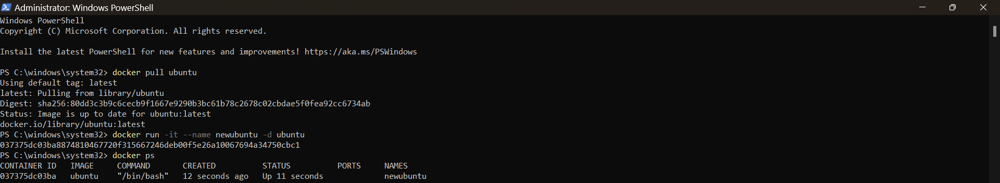 Administrator: Windows PowerShell
Windows PowerShell
Copyright (C) Microsoft Corporation. All rights reserved.
Install the latest PowerShell for new features and improvements! https://aka.ms/PSWindows
PS C:\windows\system32> docker pull ubuntu
Using default tag: latest
latest: Pulling from library/ubuntu
Digest: sha256:80dd3c3b9c6cecb9f1667e9290b3bc61b78c2678c02cbdae5f0fea92cc6734ab
Status: Image is up to date for ubuntu:latest
docker.io/library/ubuntu:latest
PS C:\windows\system32> docker run -it --name newubuntu -d ubuntu
037375dc03ba8874810467720f315667246deb00f5e26a10067694a34750cbc1
PS C:\windows\system32> docker ps
CONTAINER ID   IMAGE     COMMAND       CREATED          STATUS          PORTS     NAMES
037375dc03ba   ubuntu    "/bin/bash"   12 seconds ago   Up 11 seconds             newubuntu